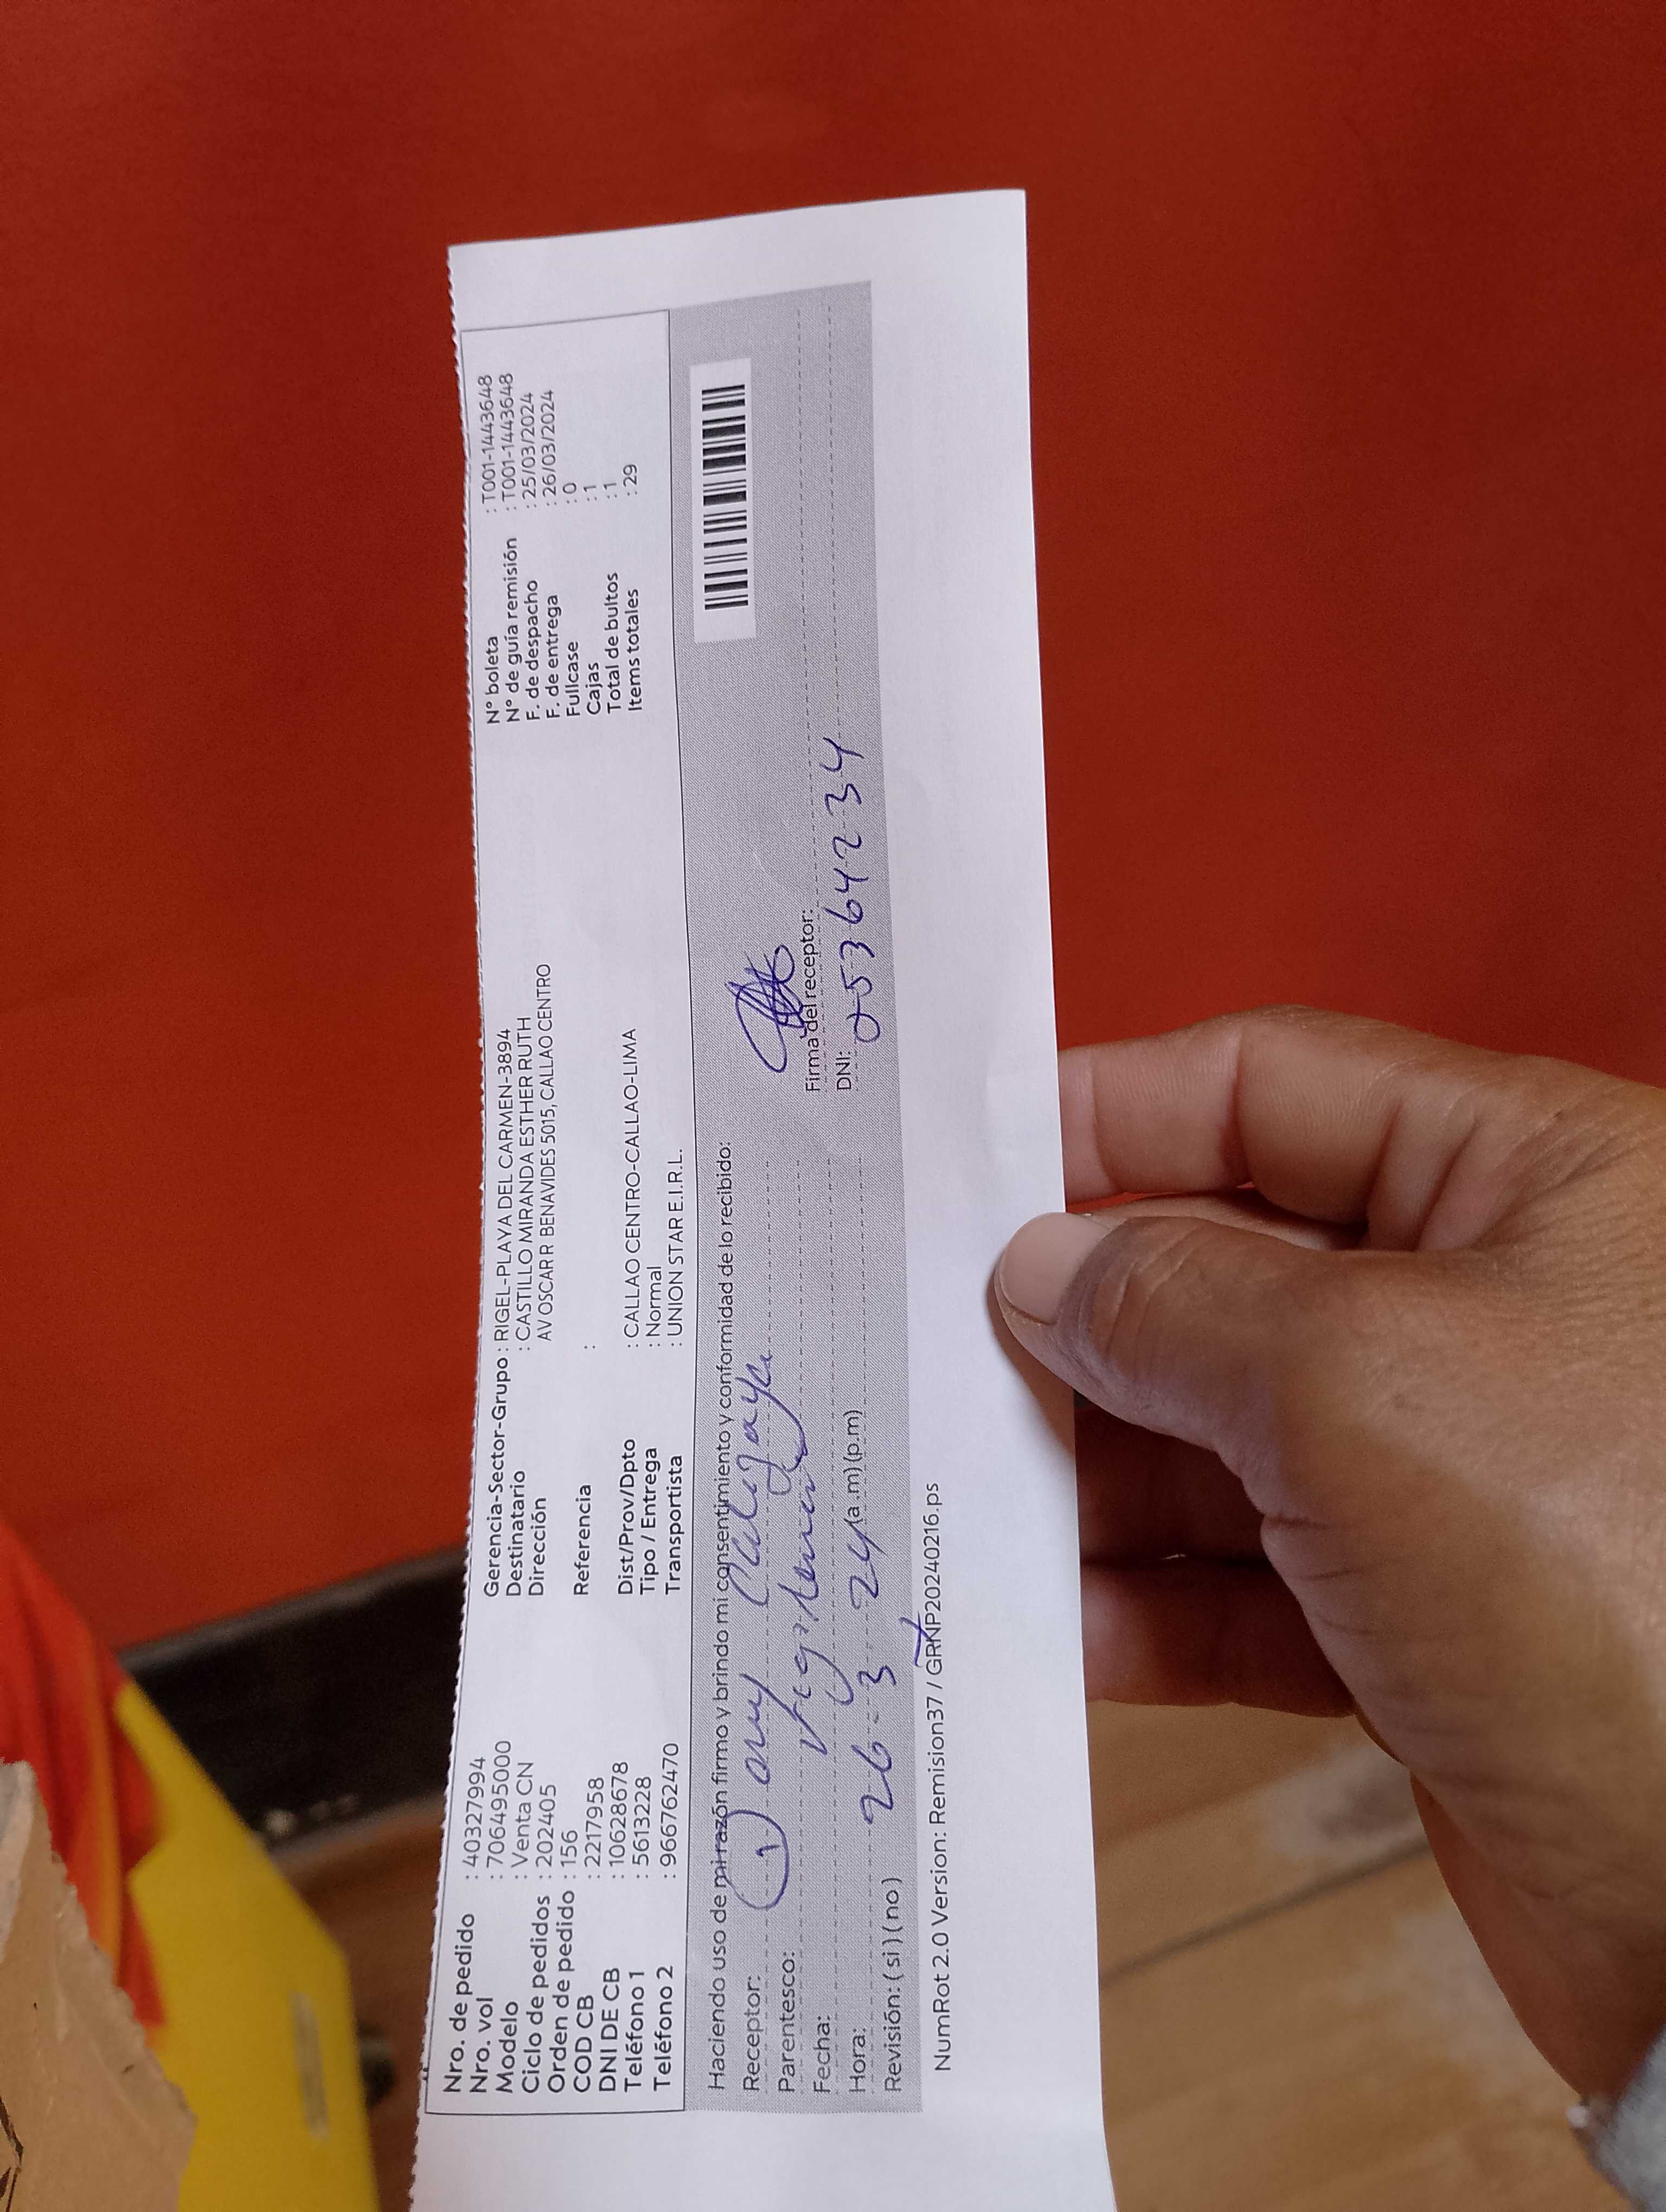 Nro. de pedido : 40327994
Nro. vol : 706495000
Modelo : Venta CN
Ciclo de pedidos : 202405
Orden de pedido : 156
COD CB : 2217958
DNI DE CB : 10628678
Teléfono 1 : 5613228
Teléfono 2 : 966762470
Gerencia-Sector-Grupo : RIGEL-PLAYA DEL CARMEN-3894
Destinatario : CASTILLO MIRANDA ESTHER RUTH
Dirección AV OSCAR R BENAVIDES 5015, CALLAO CENTRO
Referencia :
Dist/Prov/Dpto : CALLAO CENTRO-CALLAO-LIMA
Tipo / Entrega : Normal
Transportista : UNION STAR E.I.R.L.
N° boleta : T001-1443648
N° de guía remisión : T001-1443648
F. de despacho : 25/03/2024
F. de entrega : 26/03/2024
Fullcase : 0
Cajas : 1
Total de bultos : 1
Items totales : 29
Haciendo uso de mi razón firmo y brindo mi consentimiento y conformidad de lo recibido:
Receptor:
Parentesco:
Fecha:
Hora: 26 3 24 (a.m) (p.m)
Revisión: ( si ) ( no )
Firma del receptor:
DNI: 25364234
NumRot 2.0 Version: Remision37 / GRNP20240216.ps